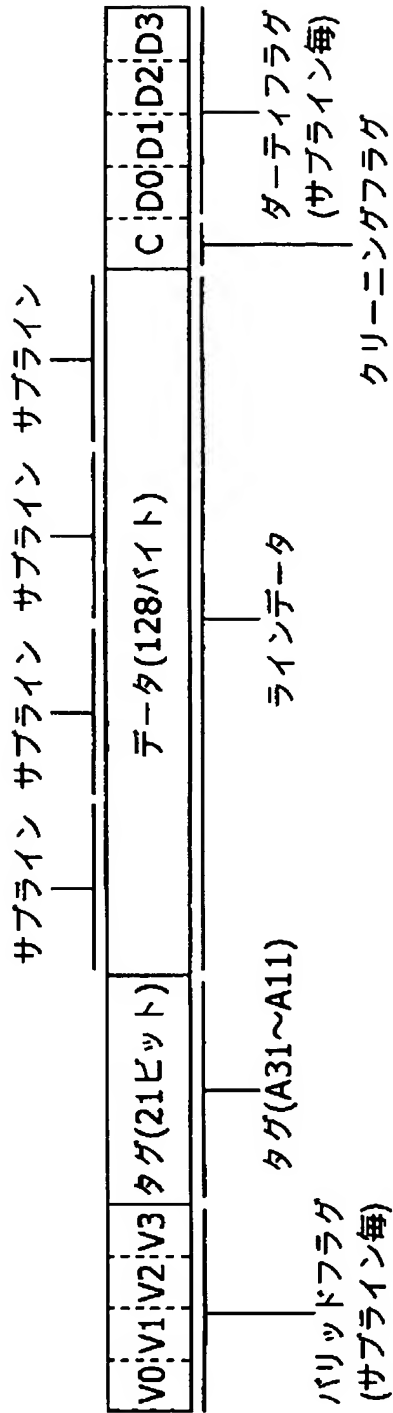 サブライン サブライン サブライン サブライン
V0 V1 V2 V3 タグ(21ビット) データ(128バイト) C D0 D1 D2 D3
バリッドフラグ
(サブライン毎)
タグ(A31～A11)
ラインデータ
クリーニングフラグ
ダーティフラグ
(サブライン毎)